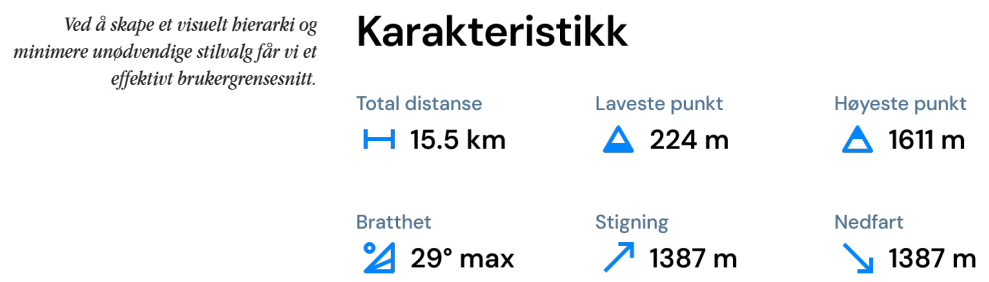 Ved å skape et visuelt hierarki og
minimere unødvendige stilvalg får vi et
effektivt brukergrensesnitt.
Karakteristikk
Total distanse
15.5 km
Laveste punkt
224 m
Høyeste punkt
1611 m
Bratthet
29° max
Stigning
1387 m
Nedfart
1387 m